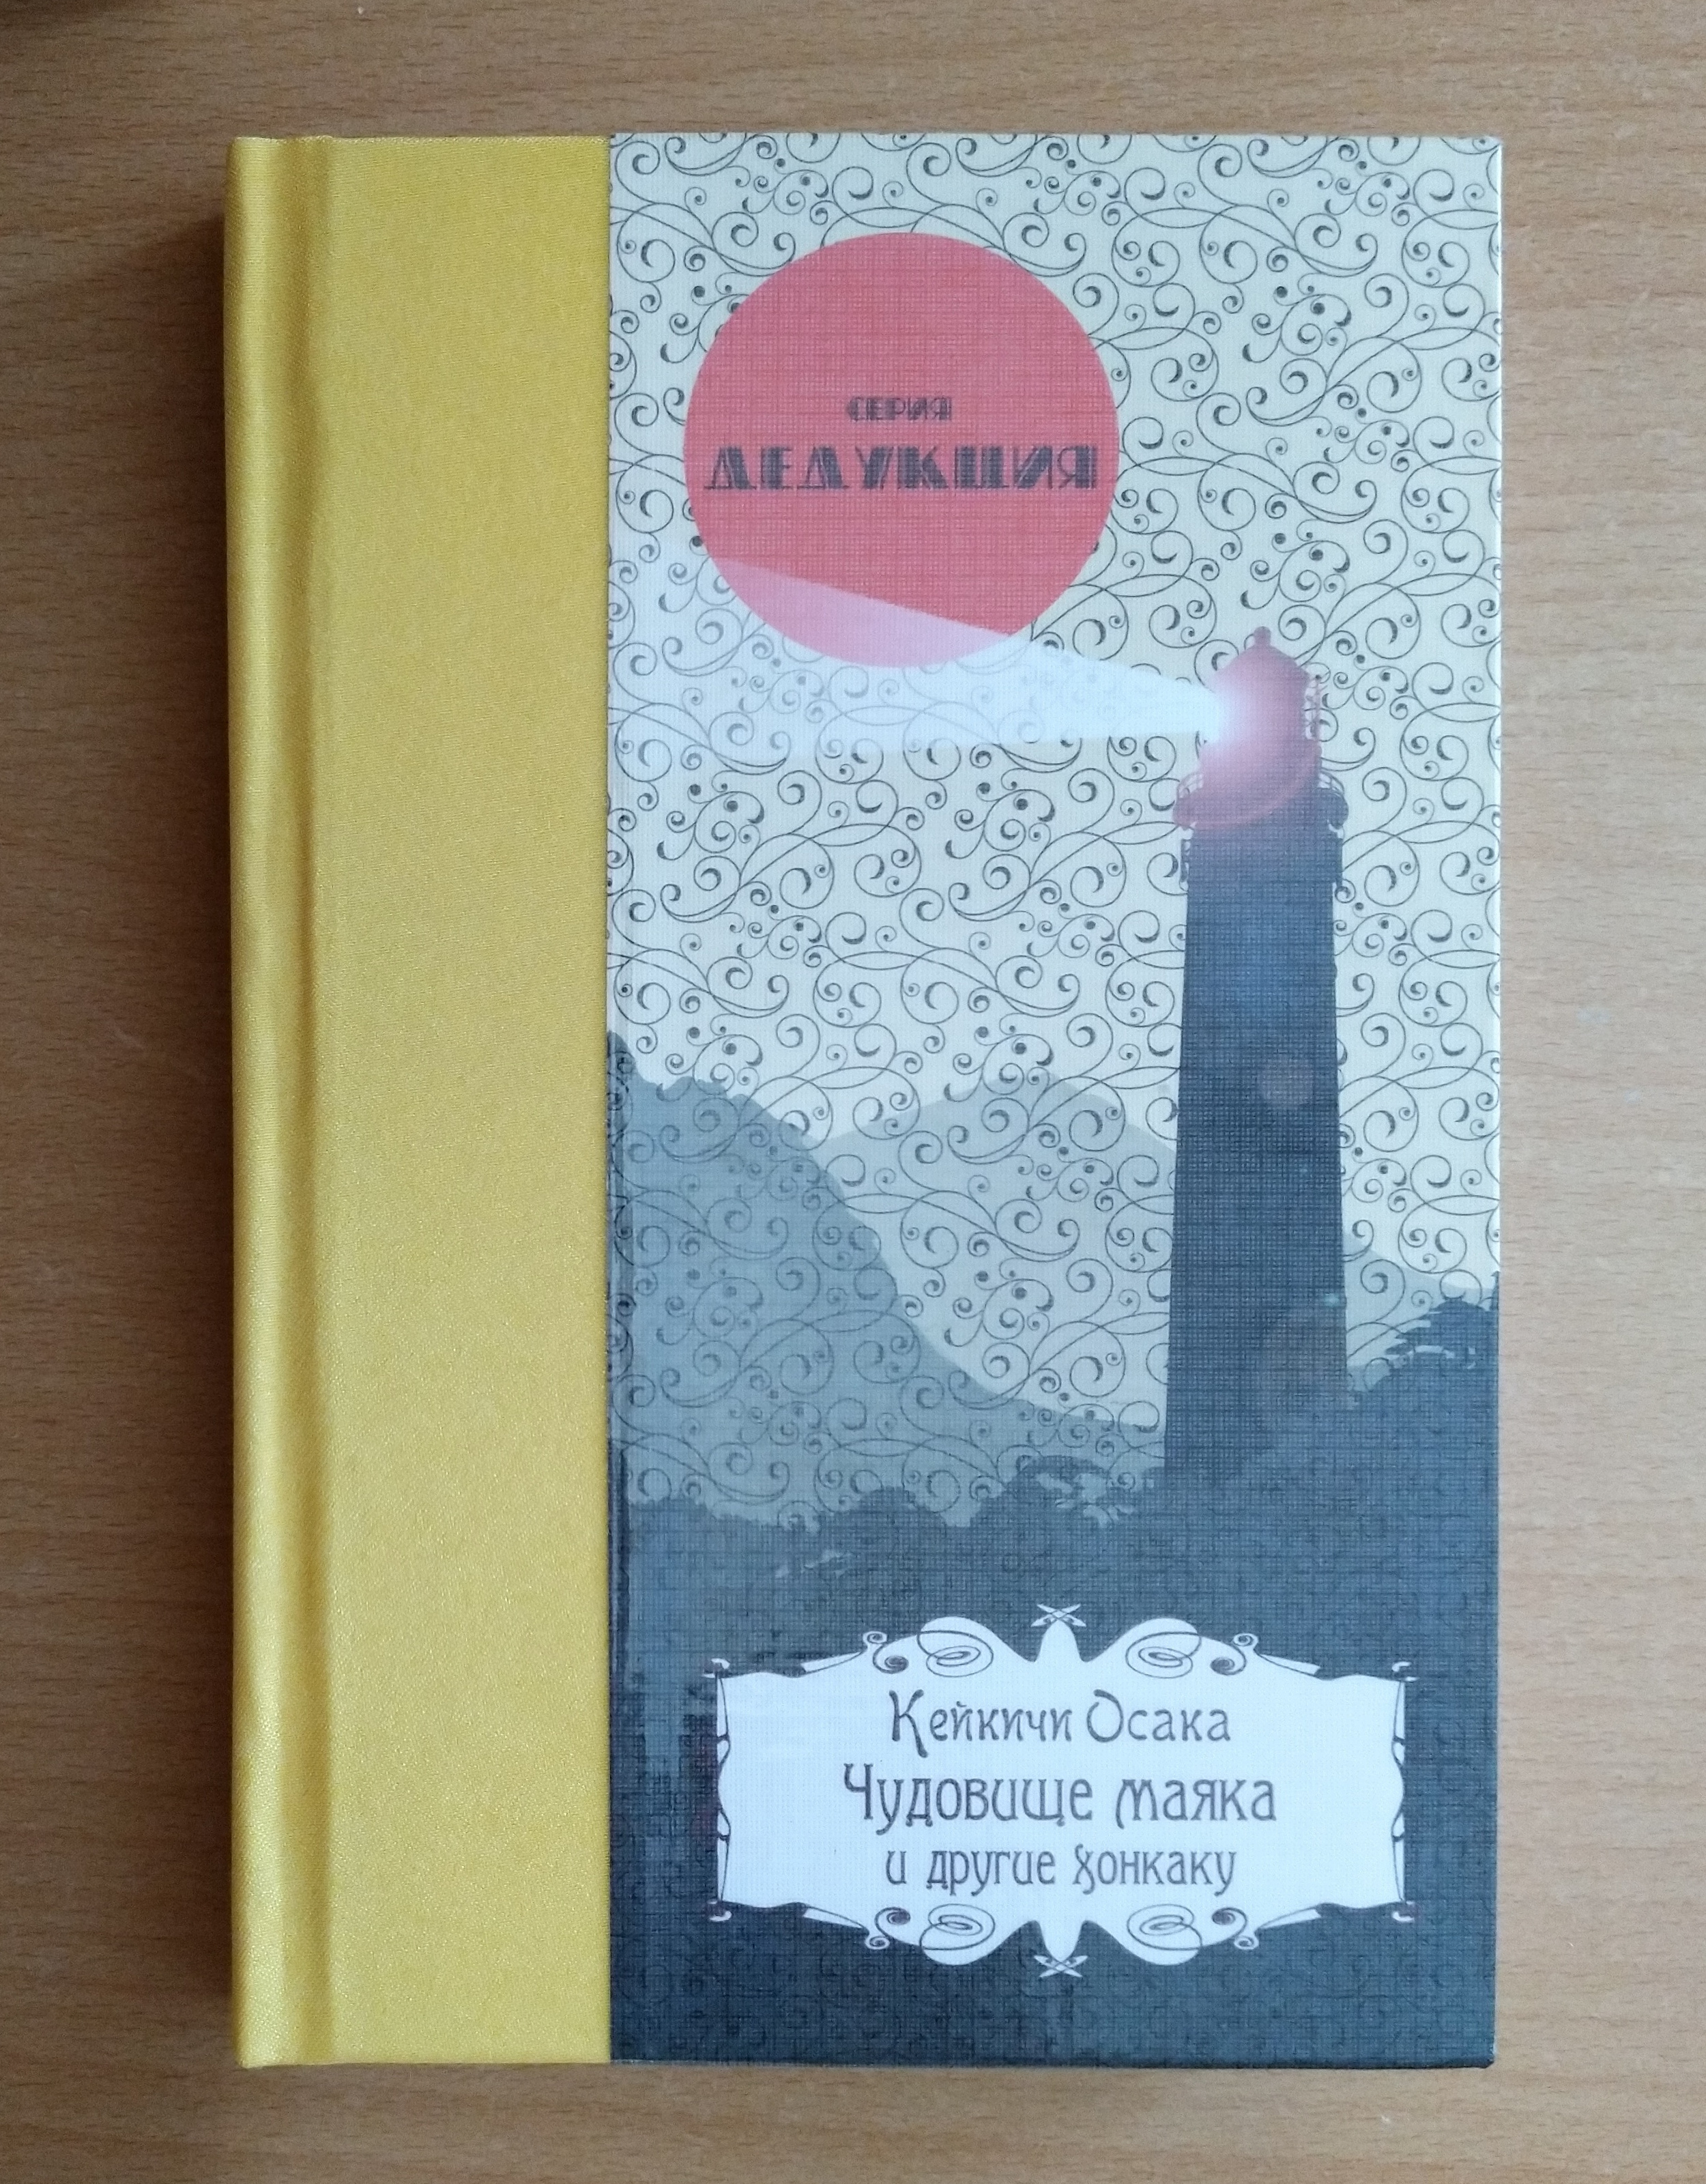 СЕРИЯ
ДЕДУКЦИЯ
Кейкичи Осака
Чудовище маяка
и другие хонкаку